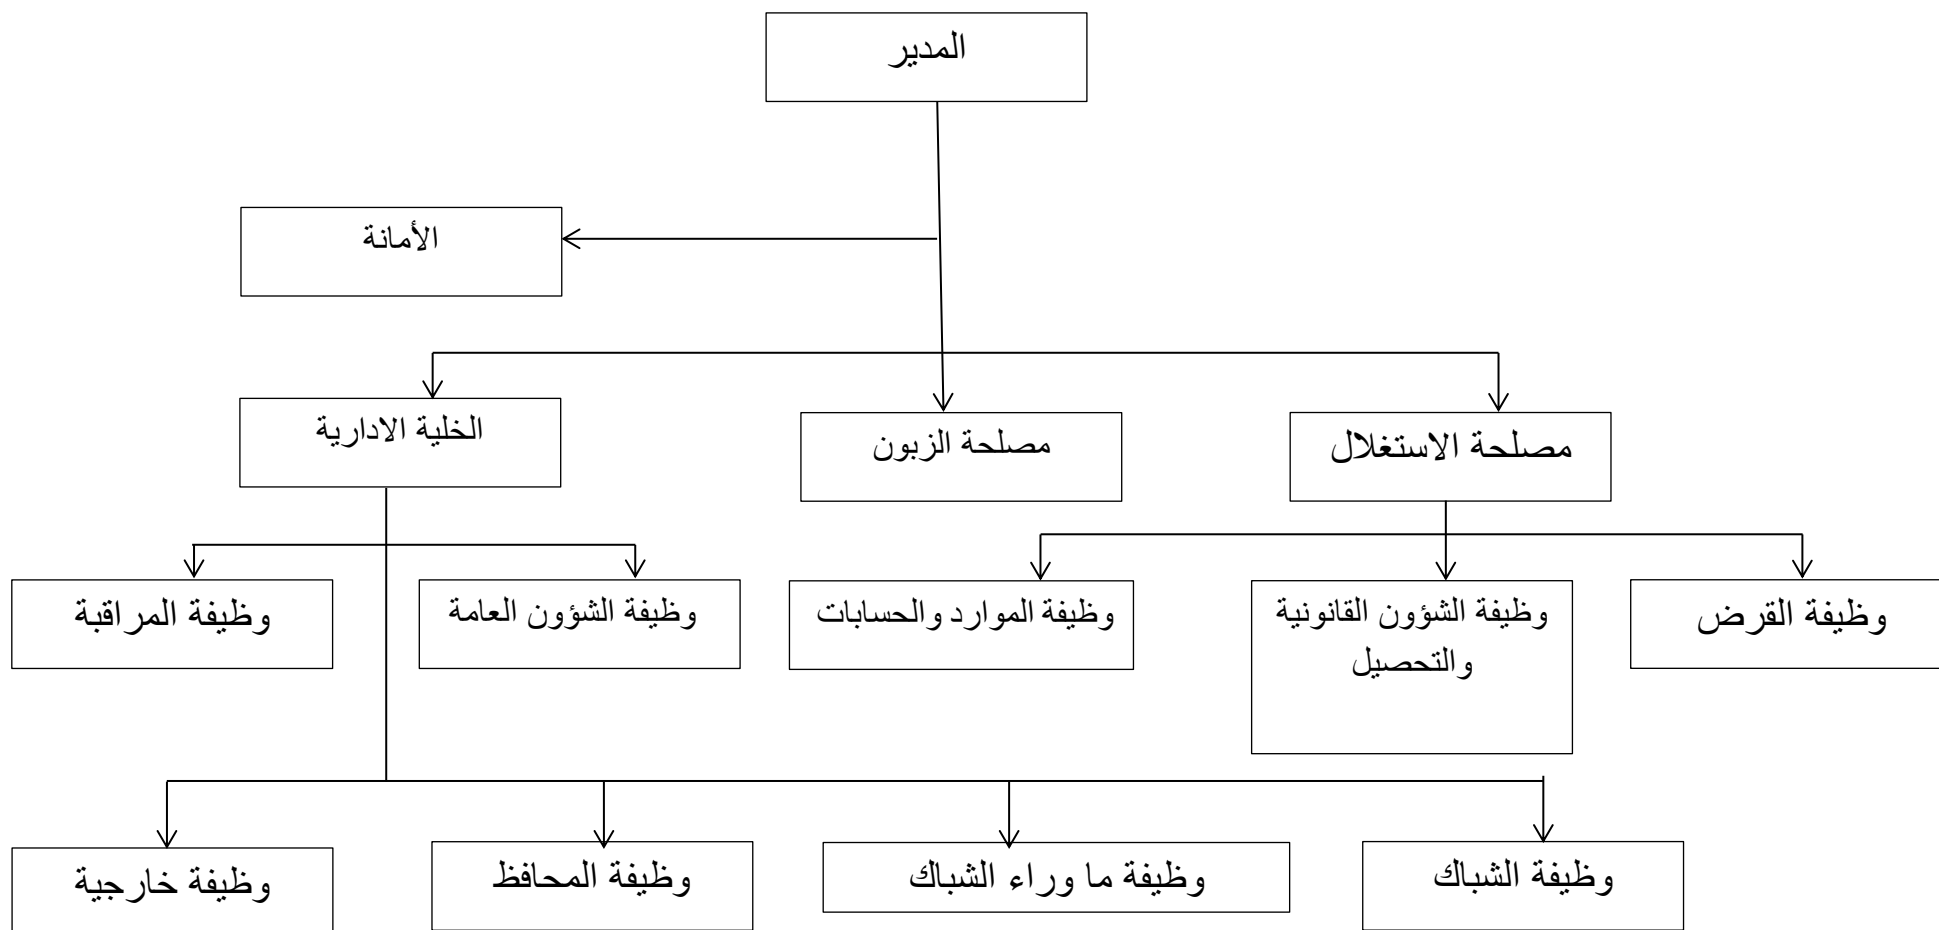 المدير
الأمانة
مصلحة الاستغلال
مصلحة الزبون
الخلية الادارية
وظيفة القرض
وظيفة الشؤون القانونية
والتحصيل
وظيفة الموارد والحسابات
وظيفة الشؤون العامة
وظيفة المراقبة
وظيفة الشباك
وظيفة ما وراء الشباك
وظيفة المحافظ
وظيفة خارجية